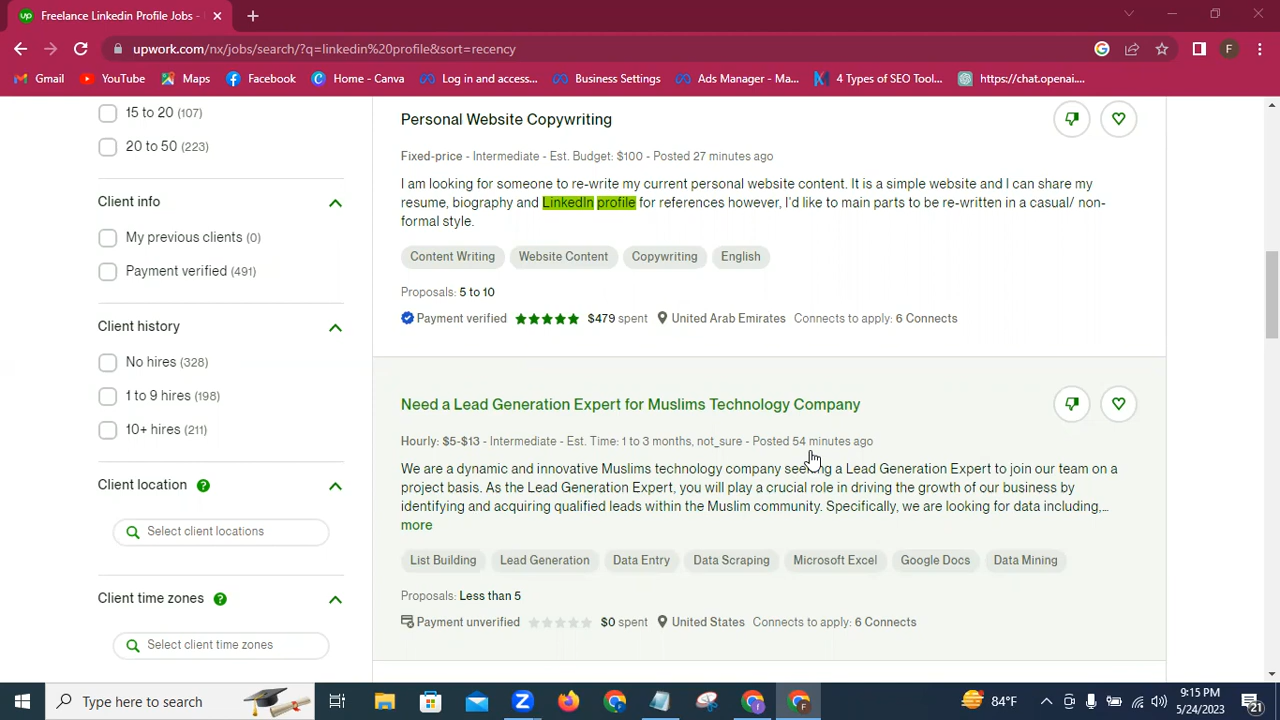 Freelance Linkedin Profile Jobs -
upwork.com/nx/jobs/search/?q=linkedin%20profile&sort=recency
F
Gmail
YouTube
Maps
Facebook
Home - Canva
Log in and access...
Business Settings
Ads Manager - Ma...
4 Types of SEO Tool...
https://chat.openai....
15 to 20 (107)
20 to 50 (223)
Client info
My previous clients (0)
Payment verified (491)
Client history
No hires (328)
1 to 9 hires (198)
10+ hires (211)
Client location
Select client locations
Client time zones
Select client time zones
Personal Website Copywriting
Fixed-price - Intermediate - Est. Budget: $100 - Posted 27 minutes ago
I am looking for someone to re-write my current personal website content. It is a simple website and I can share my
resume, biography and LinkedIn profile for references however, I'd like to main parts to be re-written in a casual/ non-
formal style.
Content Writing
Website Content
Copywriting
English
Proposals: 5 to 10
Payment verified $479 spent United Arab Emirates Connects to apply: 6 Connects
Need a Lead Generation Expert for Muslims Technology Company
Hourly: $5-$13 - Intermediate - Est. Time: 1 to 3 months, not_sure - Posted 54 minutes ago
We are a dynamic and innovative Muslims technology company seeking a Lead Generation Expert to join our team on a
project basis. As the Lead Generation Expert, you will play a crucial role in driving the growth of our business by
identifying and acquiring qualified leads within the Muslim community. Specifically, we are looking for data including,...
more
List Building
Lead Generation
Data Entry
Data Scraping
Microsoft Excel
Google Docs
Data Mining
Proposals: Less than 5
Payment unverified $0 spent United States Connects to apply: 6 Connects
Type here to search
84°F
9:15 PM
5/24/2023
21